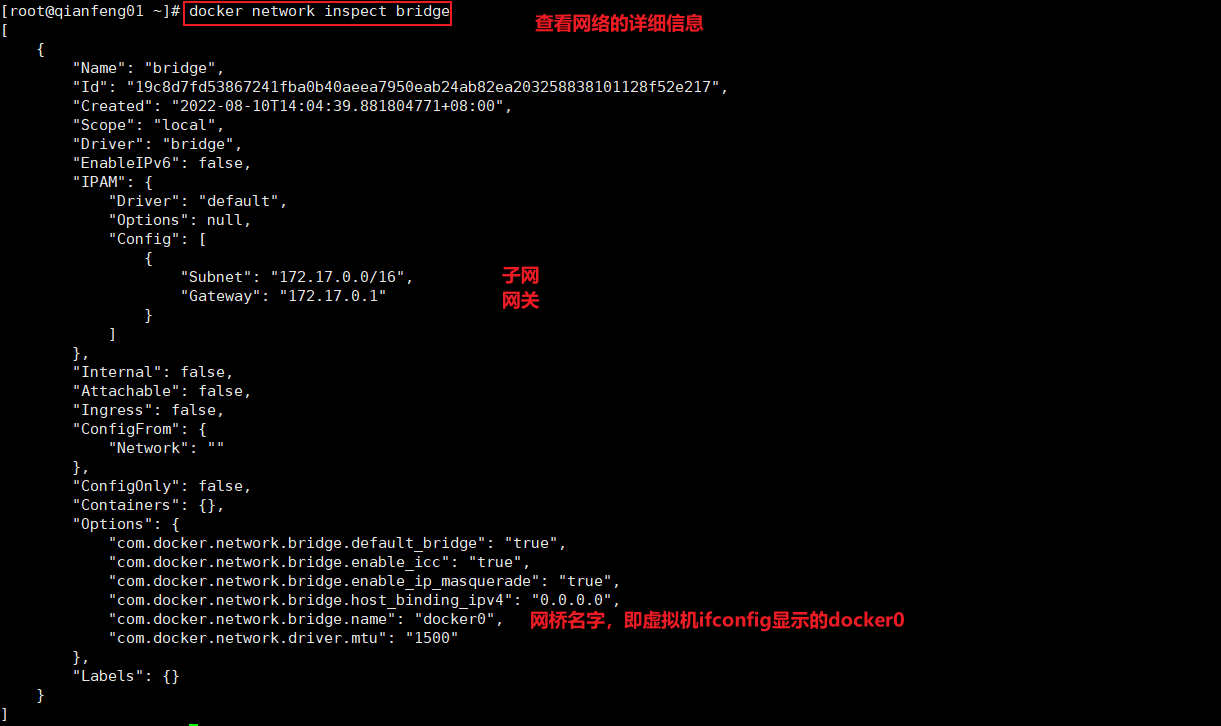 [root@qianfeng01 ~]# docker network inspect bridge
查看网络的详细信息
[
    {
        "Name": "bridge",
        "Id": "19c8d7fd53867241fba0b40aeea7950eab24ab82ea203258838101128f52e217",
        "Created": "2022-08-10T14:04:39.881804771+08:00",
        "Scope": "local",
        "Driver": "bridge",
        "EnableIPv6": false,
        "IPAM": {
            "Driver": "default",
            "Options": null,
            "Config": [
                {
                    "Subnet": "172.17.0.0/16", 子网
                    "Gateway": "172.17.0.1" 网关
                }
            ]
        },
        "Internal": false,
        "Attachable": false,
        "Ingress": false,
        "ConfigFrom": {
            "Network": ""
        },
        "ConfigOnly": false,
        "Containers": {},
        "Options": {
            "com.docker.network.bridge.default_bridge": "true",
            "com.docker.network.bridge.enable_icc": "true",
            "com.docker.network.bridge.enable_ip_masquerade": "true",
            "com.docker.network.bridge.host_binding_ipv4": "0.0.0.0",
            "com.docker.network.bridge.name": "docker0", 网桥名字，即虚拟机ifconfig显示的docker0
            "com.docker.network.driver.mtu": "1500"
        },
        "Labels": {}
    }
]